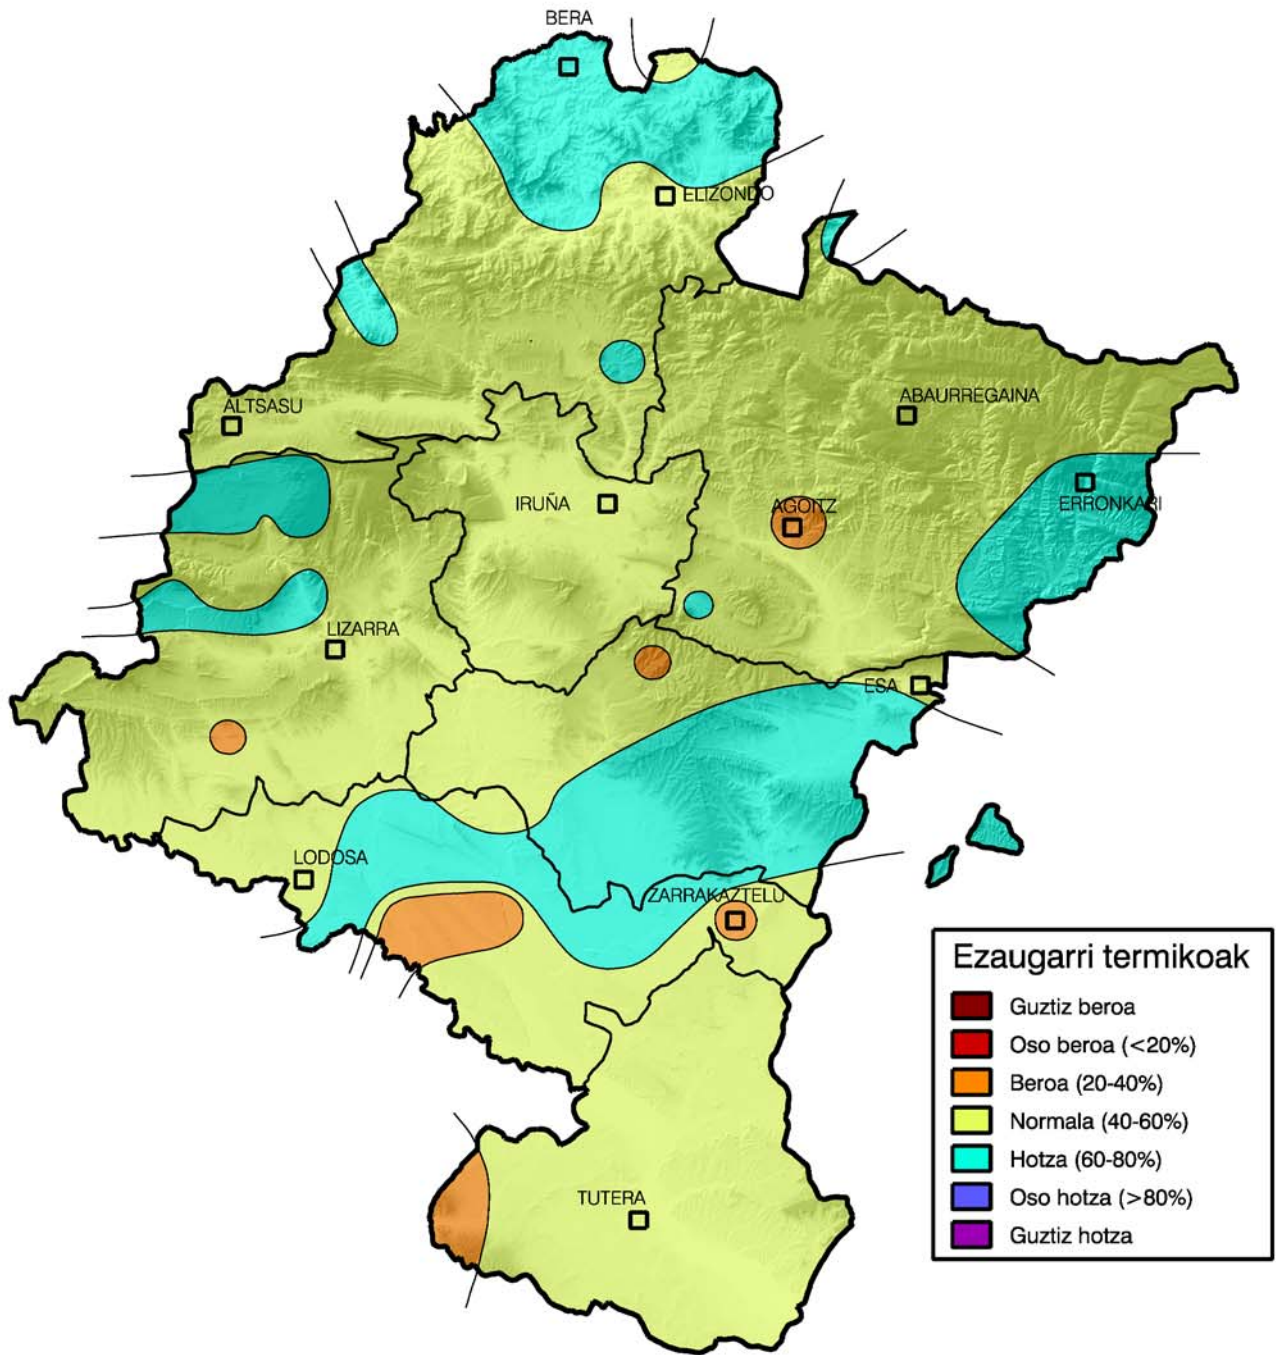 BERA
ELIZONDO
ALTSASU
ABAURREGAINA
IRUÑA
AGOITZ
ERRONKARI
LIZARRA
ESA
LODOSA
ZARRAKAZTELU
TUTERA
Ezaugarri termikoak
Guztiz beroa
Oso beroa (<20%)
Beroa (20-40%)
Normala (40-60%)
Hotza (60-80%)
Oso hotza (>80%)
Guztiz hotza